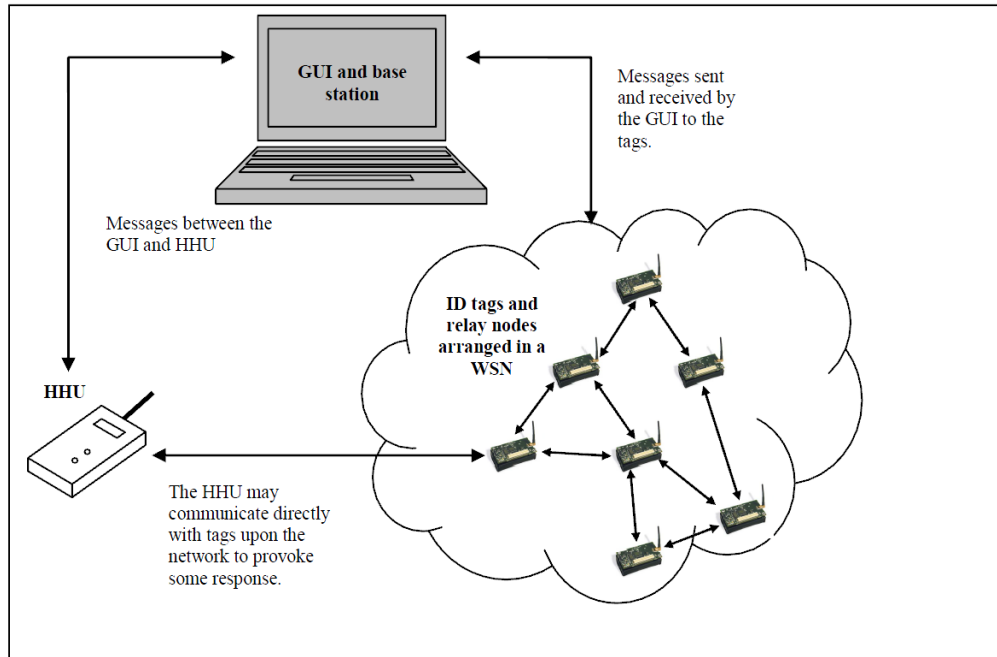 GUI and base
station
Messages sent
and received by
the GUI to the
tags.
Messages between the
GUI and HHU
ID tags and
relay nodes
arranged in a
WSN
HHU
The HHU may
communicate directly
with tags upon the
network to provoke
some response.